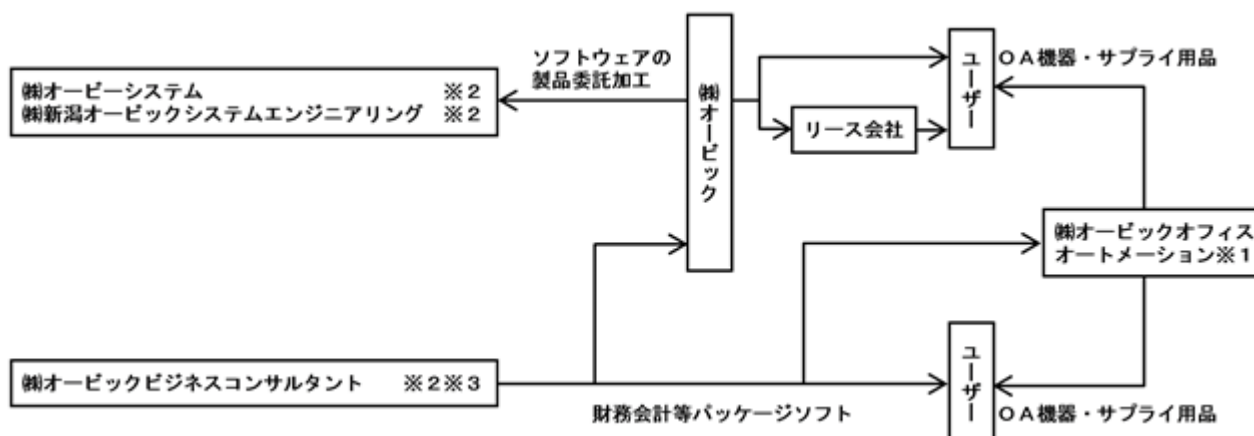 ソフトウェアの
製品委託加工
㈱オービーシステム ※2
㈱新潟オービックシステムエンジニアリング ※2
㈱オービック
リース会社
ユーザー
OA機器・サプライ用品
㈱オービックオフィス
オートメーション※1
㈱オービックビジネスコンサルタント ※2※3
財務会計等パッケージソフト
ユーザー
OA機器・サプライ用品